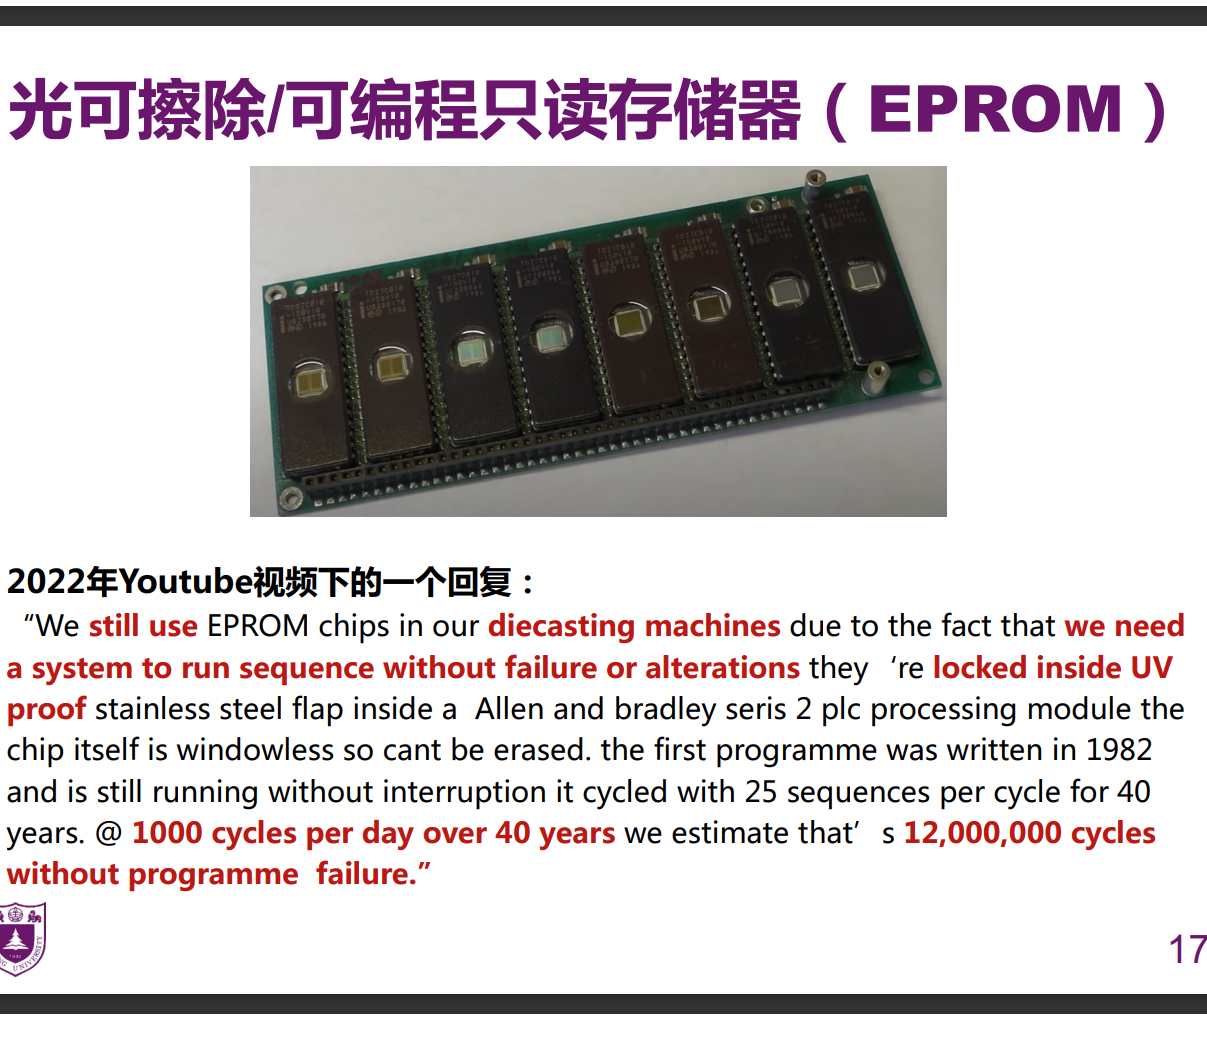 光可擦除/可编程只读存储器（EPROM）
2022年Youtube视频下的一个回复：
“We still use EPROM chips in our diecasting machines due to the fact that we need
a system to run sequence without failure or alterations they ‘re locked inside UV
proof stainless steel flap inside a Allen and bradley seris 2 plc processing module the
chip itself is windowless so cant be erased. the first programme was written in 1982
and is still running without interruption it cycled with 25 sequences per cycle for 40
years. @ 1000 cycles per day over 40 years we estimate that’ s 12,000,000 cycles
without programme failure.”
17